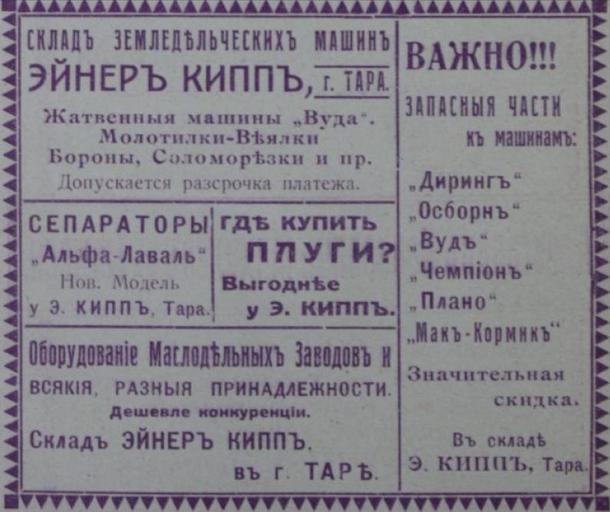 СКЛАДЪ ЗЕМЛЕДѢЛЬЧЕСКИХЪ МАШИНЪ
ЭЙНЕРЪ КИППЪ, г. ТАРА.
Жатвенныя машины „Вуда“.
Молотилки-Вѣялки
Бороны, Соломорѣзки и пр.
Допускается разсрочка платежа.
СЕПАРАТОРЫ
„Альфа-Лаваль“
Нов. Модель
у Э. КИППЪ, Тара.
ГДѢ КУПИТЬ
ПЛУГИ?
Выгоднѣе
у Э. КИППЪ.
Оборудованіе Маслодѣльныхъ Заводовъ и
ВСЯКІЯ, РАЗНЫЯ ПРИНАДЛЕЖНОСТИ.
Дешевле конкуренціи.
Складъ ЭЙНЕРЪ КИППЪ.
въ г. ТАРѢ.
ВАЖНО!!!
ЗАПАСНЫЯ ЧАСТИ
къ машинамъ:
„Дирингъ“
„Осборнъ“
„Вудъ“
„Чемпіонъ“
„Плано“
„Макъ-Кормикъ“
Значительная
скидка.
Въ складѣ
Э. КИППЪ, Тара.